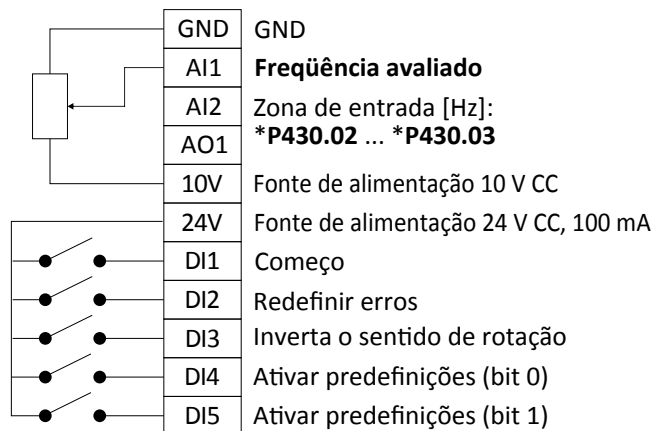 GND GND
AI1 Freqüência avaliado
AI2 Zona de entrada [Hz]:
AO1 *P430.02 ... *P430.03
10V Fonte de alimentação 10 V CC
24V Fonte de alimentação 24 V CC, 100 mA
DI1 Começo
DI2 Redefinir erros
DI3 Inverta o sentido de rotação
DI4 Ativar predefinições (bit 0)
DI5 Ativar predefinições (bit 1)